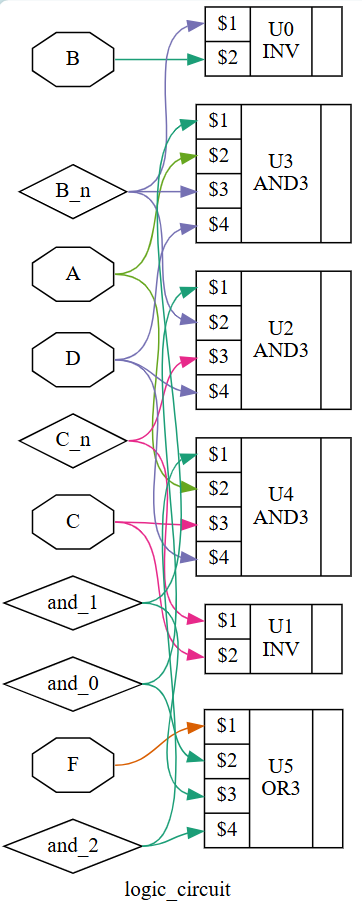 B
$1
$2
U0
INV
$1
$2
$3
$4
U3
AND3
B_n
A
$1
$2
$3
$4
U2
AND3
D
C_n
$1
$2
$3
$4
U4
AND3
C
and_1
$1
$2
U1
INV
and_0
F
$1
$2
$3
$4
U5
OR3
and_2
logic_circuit